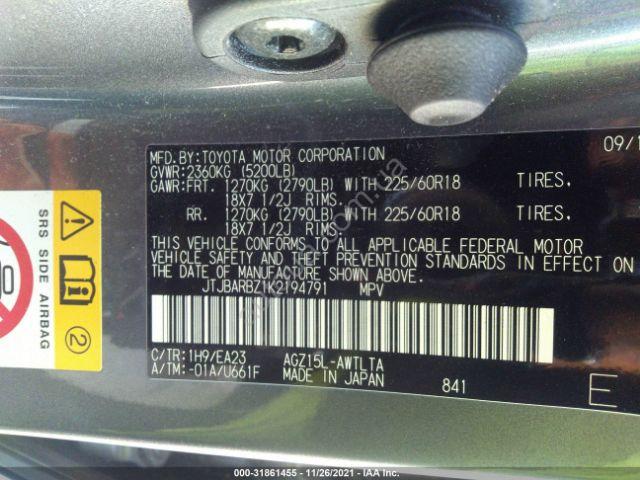 MFD.BY:TOYOTA MOTOR CORPORATION 09/1
GVWR:2360KG (5200LB)
GAWR:FRT. 1270KG (2790LB) WITH 225/60R18 TIRES,
18X7 1/2J RIMS.
RR. 1270KG (2790LB) WITH 225/60R18 TIRES,
18X7 1/2J RIMS.
THIS VEHICLE CONFORMS TO ALL APPLICABLE FEDERAL MOTOR
VEHICLE SAFETY AND THEFT PREVENTION STANDARDS IN EFFECT ON
THE DATE OF MANUFACTURE SHOWN ABOVE.
JTJBARBZ1K2194791 MPV
C/TR:1H9/EA23 AGZ15L-AWTLTA
A/TM:-01A/U661F MADE IN JAPAN 841 E
SRS SIDE AIRBAG
2
000-31861455 - 11/26/2021 - IAA Inc.